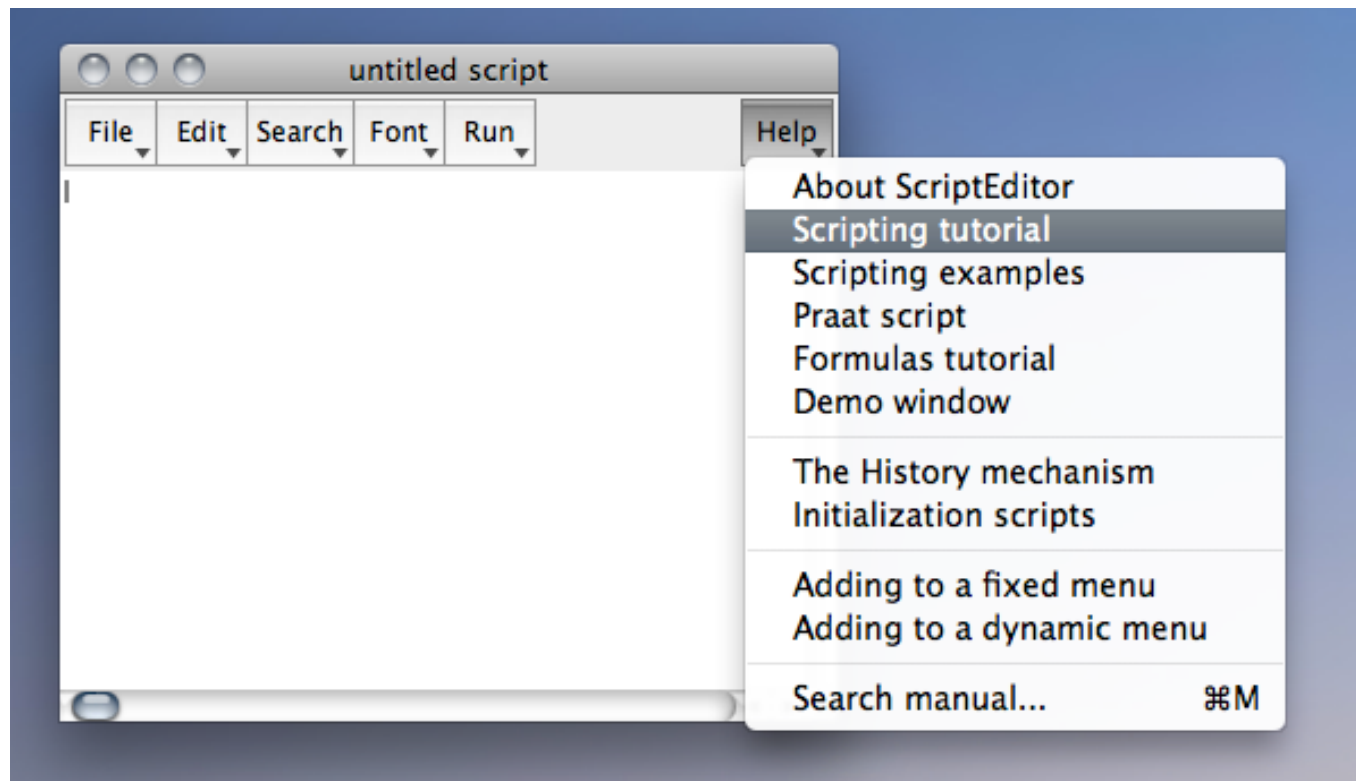 untitled script
File Edit Search Font Run Help
About ScriptEditor
Scripting tutorial
Scripting examples
Praat script
Formulas tutorial
Demo window
The History mechanism
Initialization scripts
Adding to a fixed menu
Adding to a dynamic menu
Search manual... ⌘M